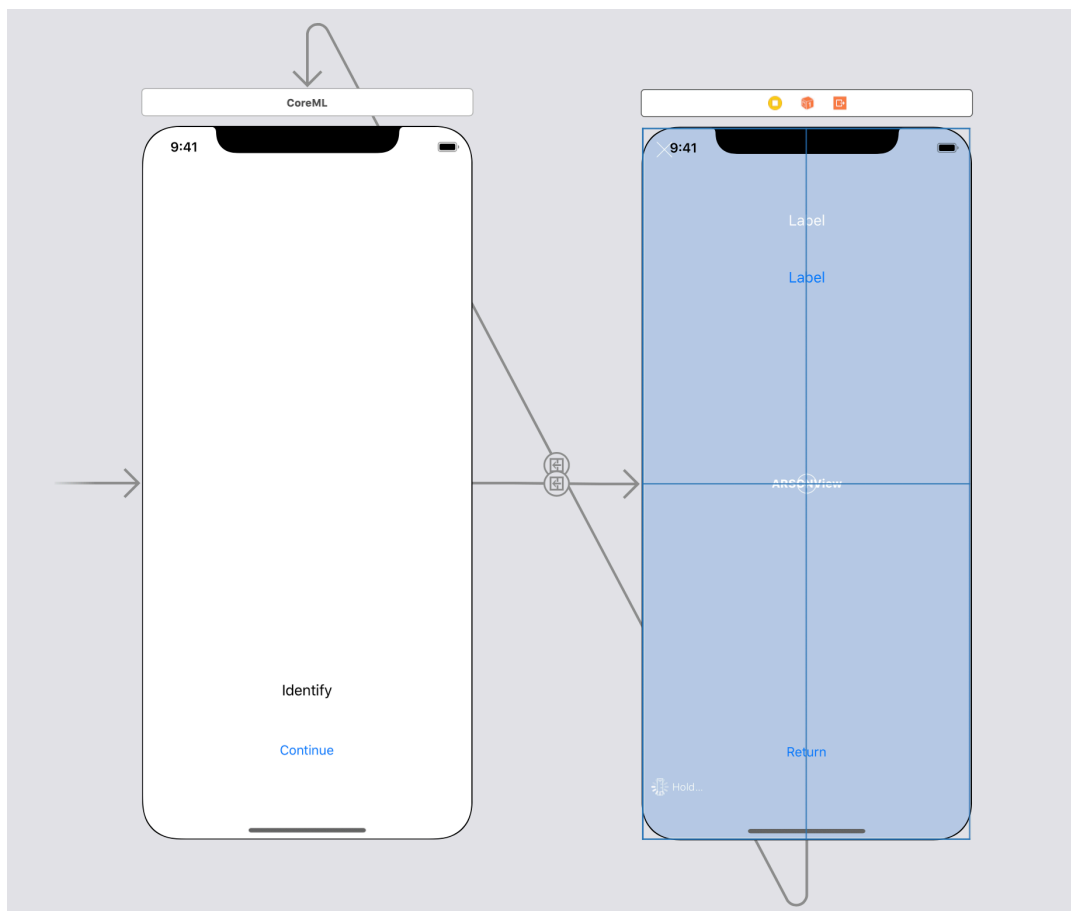 CoreML
9:41
Identify
Continue
9:41
Label
Label
ARSCNView
Return
Hold...